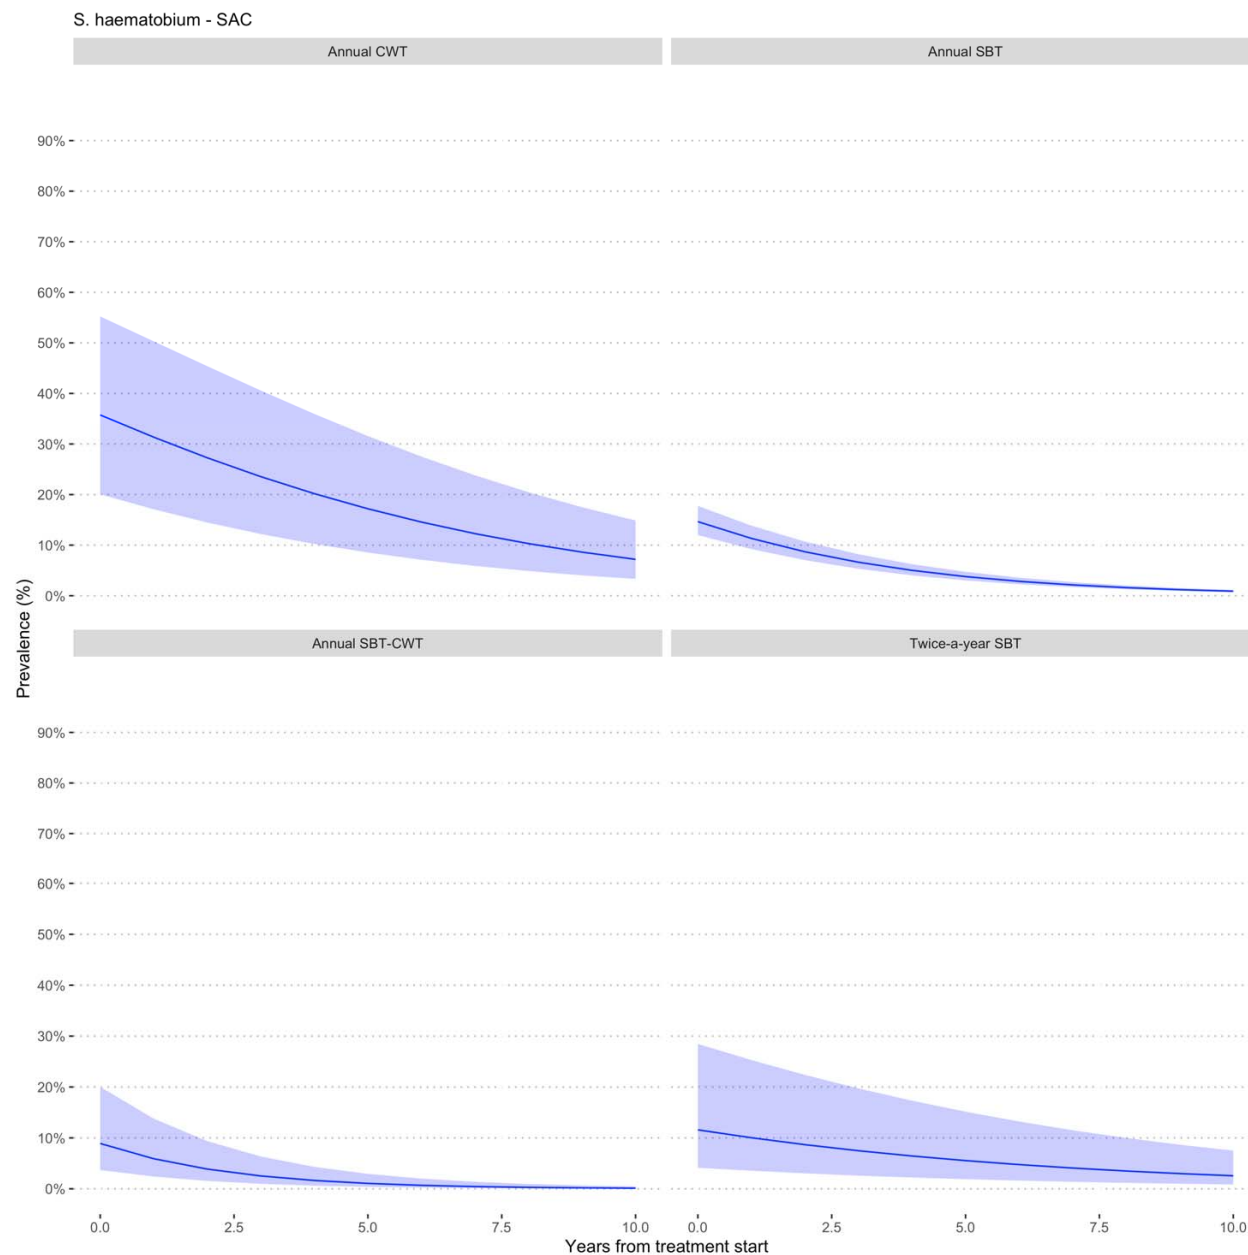 S. haematobium - SAC
Annual CWT
Annual SBT
90%
80%
70%
60%
50%
40%
30%
20%
10%
0%
Annual SBT-CWT
Twice-a-year SBT
90%
80%
70%
60%
50%
40%
30%
20%
10%
0%
Prevalence (%)
0.0 2.5 5.0 7.5 10.0 0.0 2.5 5.0 7.5 10.0
Years from treatment start